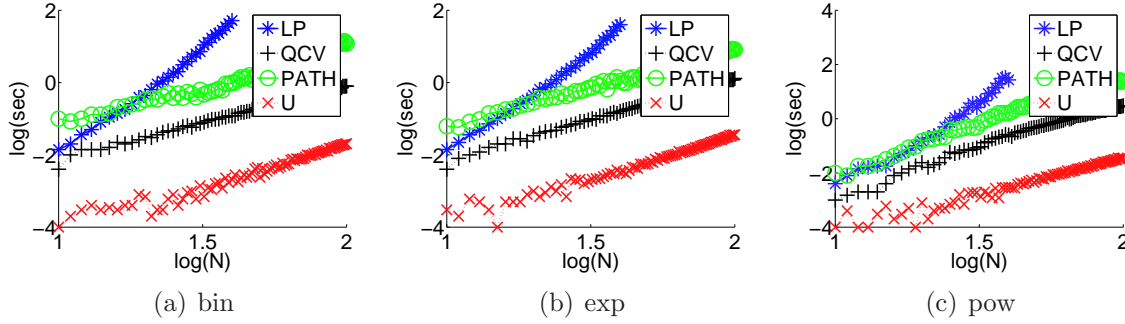 2
0
−2
−4
1
1.5
2
log(sec)
log(N)
LP
QCV
PATH
U
(a) bin
2
0
−2
−4
1
1.5
2
log(sec)
log(N)
LP
QCV
PATH
U
(b) exp
4
2
0
−2
−4
1
1.5
2
log(sec)
log(N)
LP
QCV
PATH
U
(c) pow